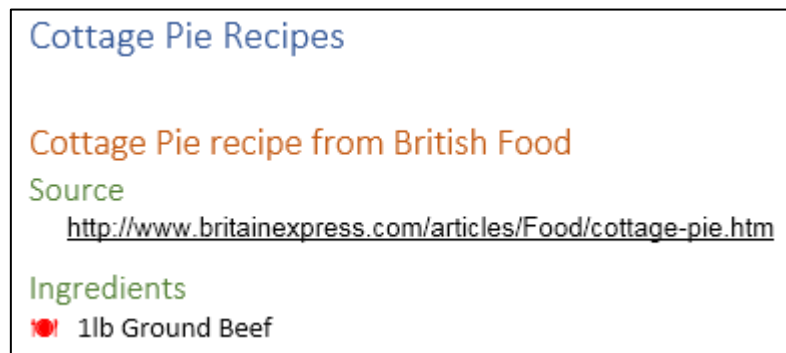 Cottage Pie Recipes
Cottage Pie recipe from British Food
Source
http://www.britainexpress.com/articles/Food/cottage-pie.htm
Ingredients
1lb Ground Beef